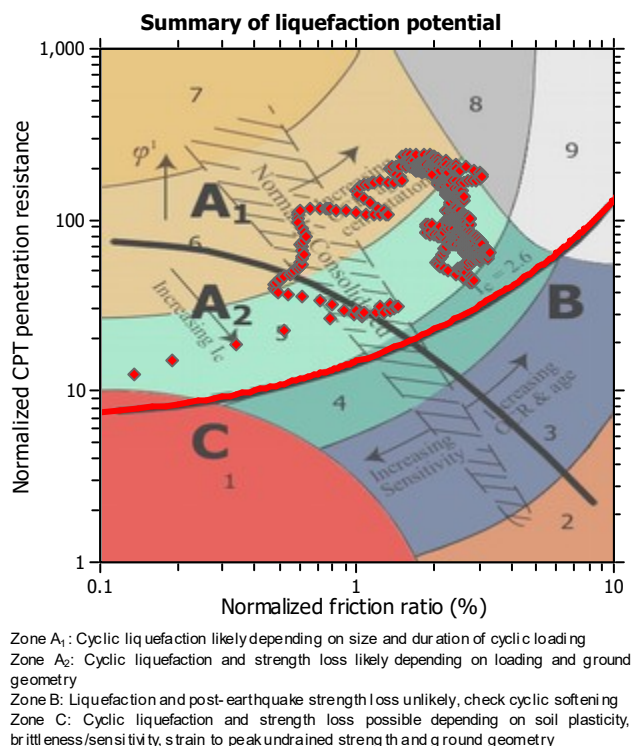 Summary of liquefaction potential
Normalized CPT penetration resistance
1,000
100
10
1
7
8
9
φ'
A₁
Increasing
cementation
Normally Consolidated
6
A₂
Increasing Ic
5
Ic = 2.6
B
4
C
1
Increasing
Sensitivity
Increasing
OCR & age
3
2
0.1
1
10
Normalized friction ratio (%)
Zone A₁: Cyclic liquefaction likely depending on size and duration of cyclic loading
Zone A₂: Cyclic liquefaction and strength loss likely depending on loading and ground
geometry
Zone B: Liquefaction and post-earthquake strength loss unlikely, check cyclic softening
Zone C: Cyclic liquefaction and strength loss possible depending on soil plasticity,
brittleness/sensitivity, strain to peak undrained strength and ground geometry